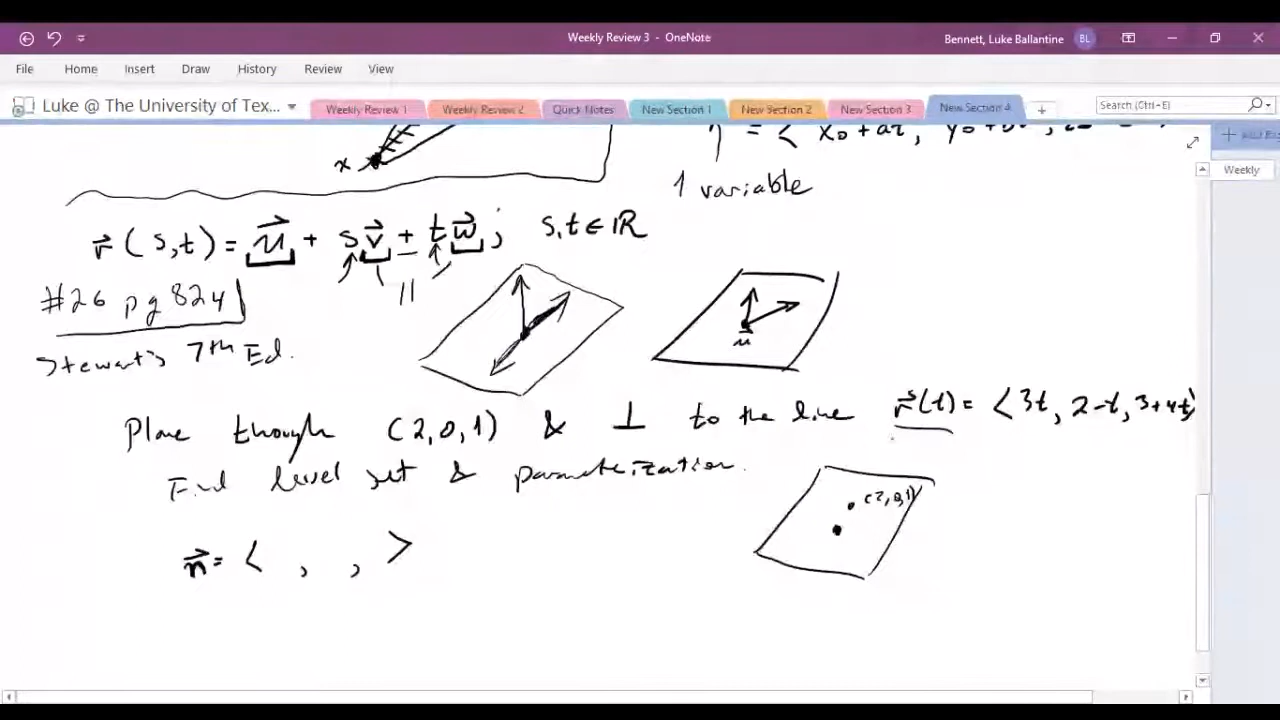 Weekly Review 3 - OneNote
Bennett, Luke Ballantine BL
File Home Insert Draw History Review View
Luke @ The University of Tex... Weekly Review 1 Weekly Review 2 Quick Notes New Section 1 New Section 2 New Section 3 New Section 4 + Search (Ctrl+E)
Weekly
x
1 variable
r⃗(s,t) = u⃗ + sv⃗ + tw⃗; s,t ∈ ℝ
#26 pg 824
Stewart's 7th Ed.
u⃗
Plane though (2,0,1) & ⊥ to the line r⃗(t) = <3t, 2-t, 3+4t>
Find level set & parameterization.
(2,0,1)
n⃗ = < , , >